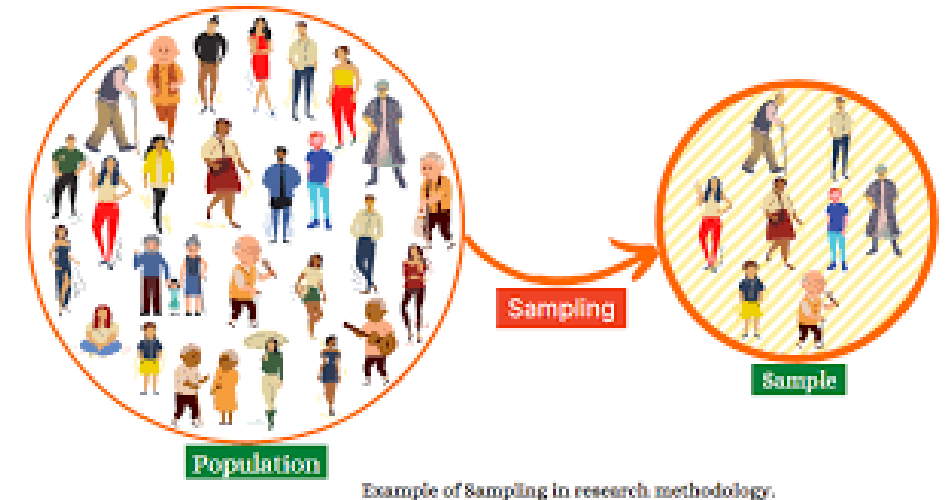 Sampling
Sample
Population
Example of Sampling in research methodology.